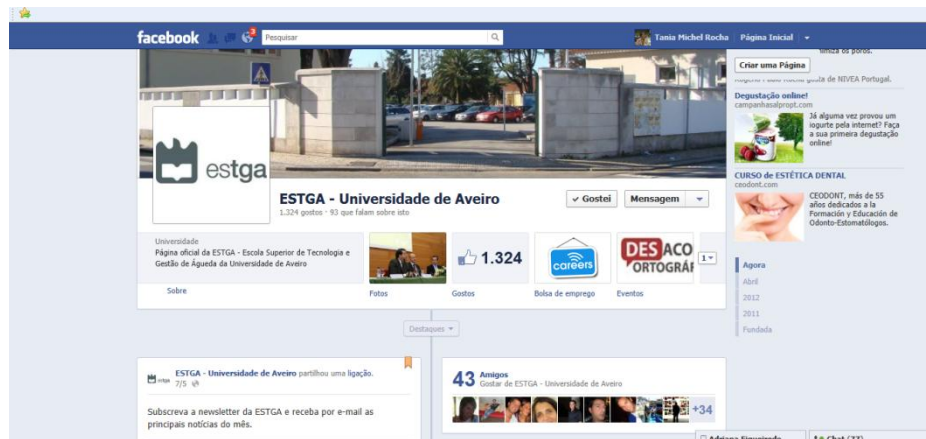 facebook
3
Pesquisar
Tania Michel Rocha
Página Inicial
Criar uma Página
gosta de NIVEA Portugal.
Degustação online!
campanhasalpropt.com
Já alguma vez provou um
iogurte pela internet? Faça
a sua primeira degustação
online!
CURSO de ESTÉTICA
DENTAL
ceodont.com
CEODONT, más de 55
años dedicados a la
Formación y Educación de
Odonto-Estomatólogos.
estga
ESTGA - Universidade de Aveiro
1.324 gostos · 93 que falam sobre isto
✓ Gostei
Mensagem
Universidade
Página oficial da ESTGA - Escola Superior de Tecnologia e
Gestão de Águeda da Universidade de Aveiro
Sobre
Fotos
1.324
Gostos
careers
Bolsa de emprego
DESACO
ORTOGRÁF
Eventos
1
Agora
Abril
2012
2011
Fundada
Destaques
ESTGA - Universidade de Aveiro partilhou uma ligação.
7/5
Subscreva a newsletter da ESTGA e receba por e-mail as
principais notícias do mês.
43 Amigos
Gostar de ESTGA - Universidade de Aveiro
+34
Adriana Figueiredo
Chat (33)